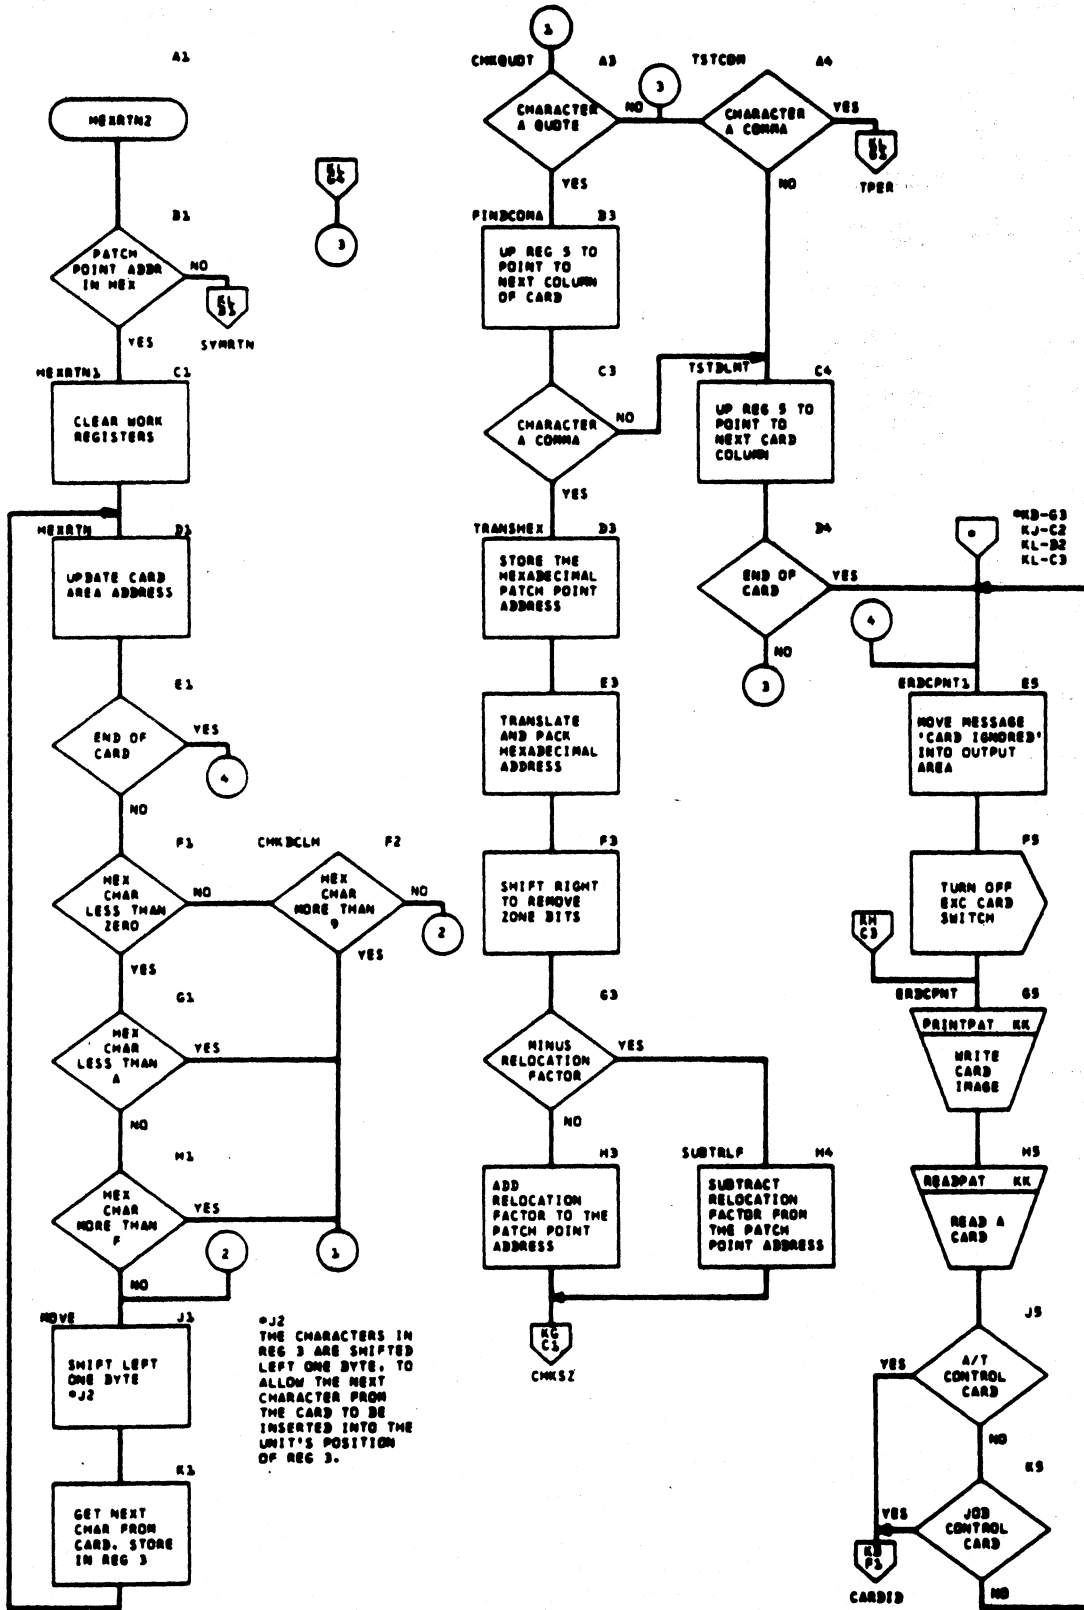 A1
HEXRTN2
B1
PATCH
POINT ADDR
IN HEX
NO
KL
B1
SYMRTN
YES
HEXRTN1
C1
CLEAR WORK
REGISTERS
HEXRTN
D1
UPDATE CARD
AREA ADDRESS
E1
END OF
CARD
YES
4
NO
F1
HEX
CHAR
LESS THAN
ZERO
NO
YES
CHKDCLM
F2
HEX
CHAR
MORE THAN
9
NO
2
YES
G1
HEX
CHAR
LESS THAN
A
YES
NO
H1
HEX
CHAR
MORE THAN
F
YES
2
1
NO
MOVE
J1
SHIFT LEFT
ONE BYTE
*J2
*J2
THE CHARACTERS IN
REG 3 ARE SHIFTED
LEFT ONE BYTE, TO
ALLOW THE NEXT
CHARACTER FROM
THE CARD TO BE
INSERTED INTO THE
UNIT'S POSITION
OF REG 3.
K1
GET NEXT
CHAR FROM
CARD. STORE
IN REG 3
KL
G4
3
1
CHKQUOT
A3
CHARACTER
A QUOTE
NO
3
YES
TSTCOM
A4
CHARACTER
A COMMA
YES
TPER
NO
FINDCOMA
B3
UP REG 5 TO
POINT TO
NEXT COLUMN
OF CARD
C3
CHARACTER
A COMMA
NO
YES
TSTDLMT
C4
UP REG 5 TO
POINT TO
NEXT CARD
COLUMN
D4
END OF
CARD
YES
NO
3
TRANSHEX
D3
STORE THE
HEXADECIMAL
PATCH POINT
ADDRESS
E3
TRANSLATE
AND PACK
HEXADECIMAL
ADDRESS
F3
SHIFT RIGHT
TO REMOVE
ZONE BITS
G3
MINUS
RELOCATION
FACTOR
YES
NO
H3
ADD
RELOCATION
FACTOR TO THE
PATCH POINT
ADDRESS
SUBTRLF
H4
SUBTRACT
RELOCATION
FACTOR FROM
THE PATCH
POINT ADDRESS
KG
C1
CHKSZ
*
*KD-G3
KJ-C2
KL-B2
KL-C3
4
ERDCPNT1
E5
MOVE MESSAGE
'CARD IGNORED'
INTO OUTPUT
AREA
F5
TURN OFF
EXC CARD
SWITCH
KH
C3
ERDCPNT
G5
PRINTPAT KK
WRITE
CARD
IMAGE
H5
READPAT KK
READ A
CARD
J5
A/T
CONTROL
CARD
YES
NO
K5
JOB
CONTROL
CARD
YES
NO
KD
F1
CARDID